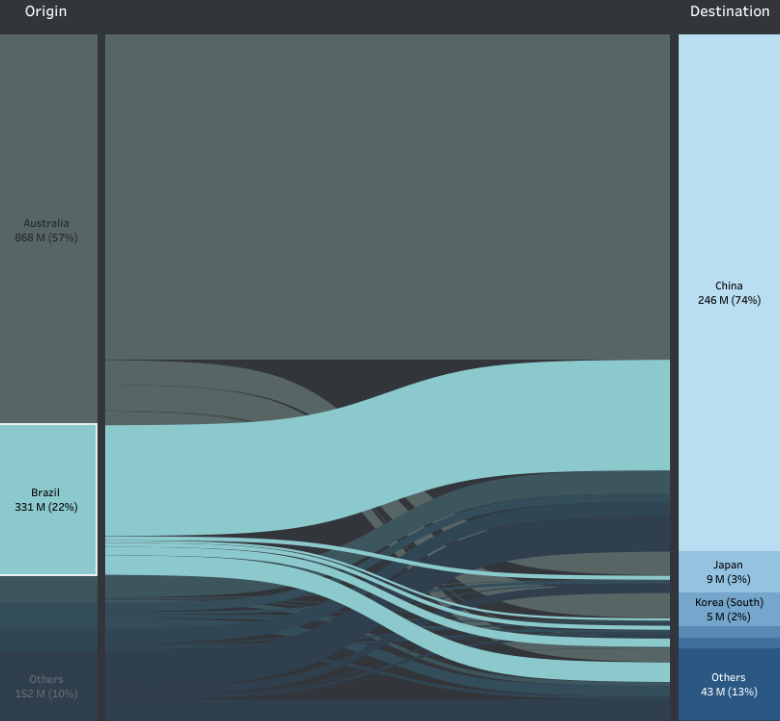 Origin
Destination
Australia
868 M (57%)
China
246 M (74%)
Brazil
331 M (22%)
Japan
9 M (3%)
Korea (South)
5 M (2%)
Others
152 M (10%)
Others
43 M (13%)